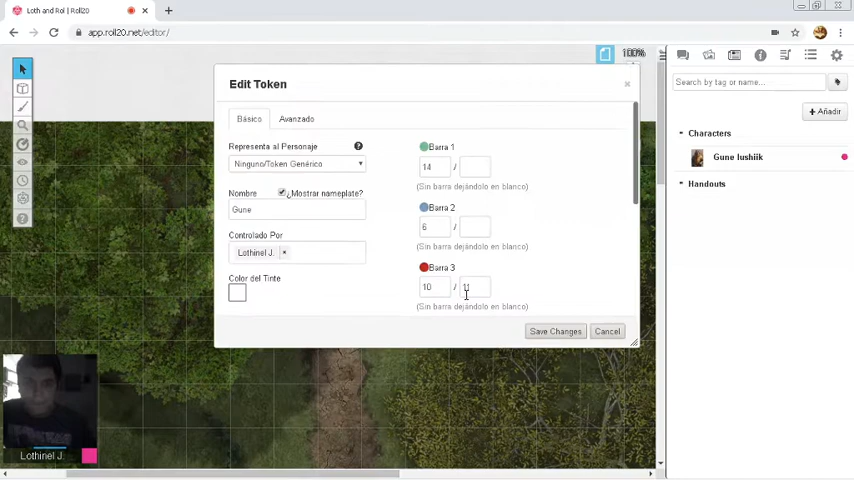 Loth and Rol | Roll20
app.roll20.net/editor/
100%
Search by tag or name...
+ Añadir
Characters
Gune Iushiik
Handouts
Edit Token
Básico
Avanzado
Representa al Personaje
Ninguno/Token Genérico
Nombre
¿Mostrar nameplate?
Gune
Controlado Por
Lothinel J.
Color del Tinte
Barra 1
14 /
(Sin barra dejándolo en blanco)
Barra 2
6 /
(Sin barra dejándolo en blanco)
Barra 3
10 / 11
(Sin barra dejándolo en blanco)
Save Changes
Cancel
Lothinel J.